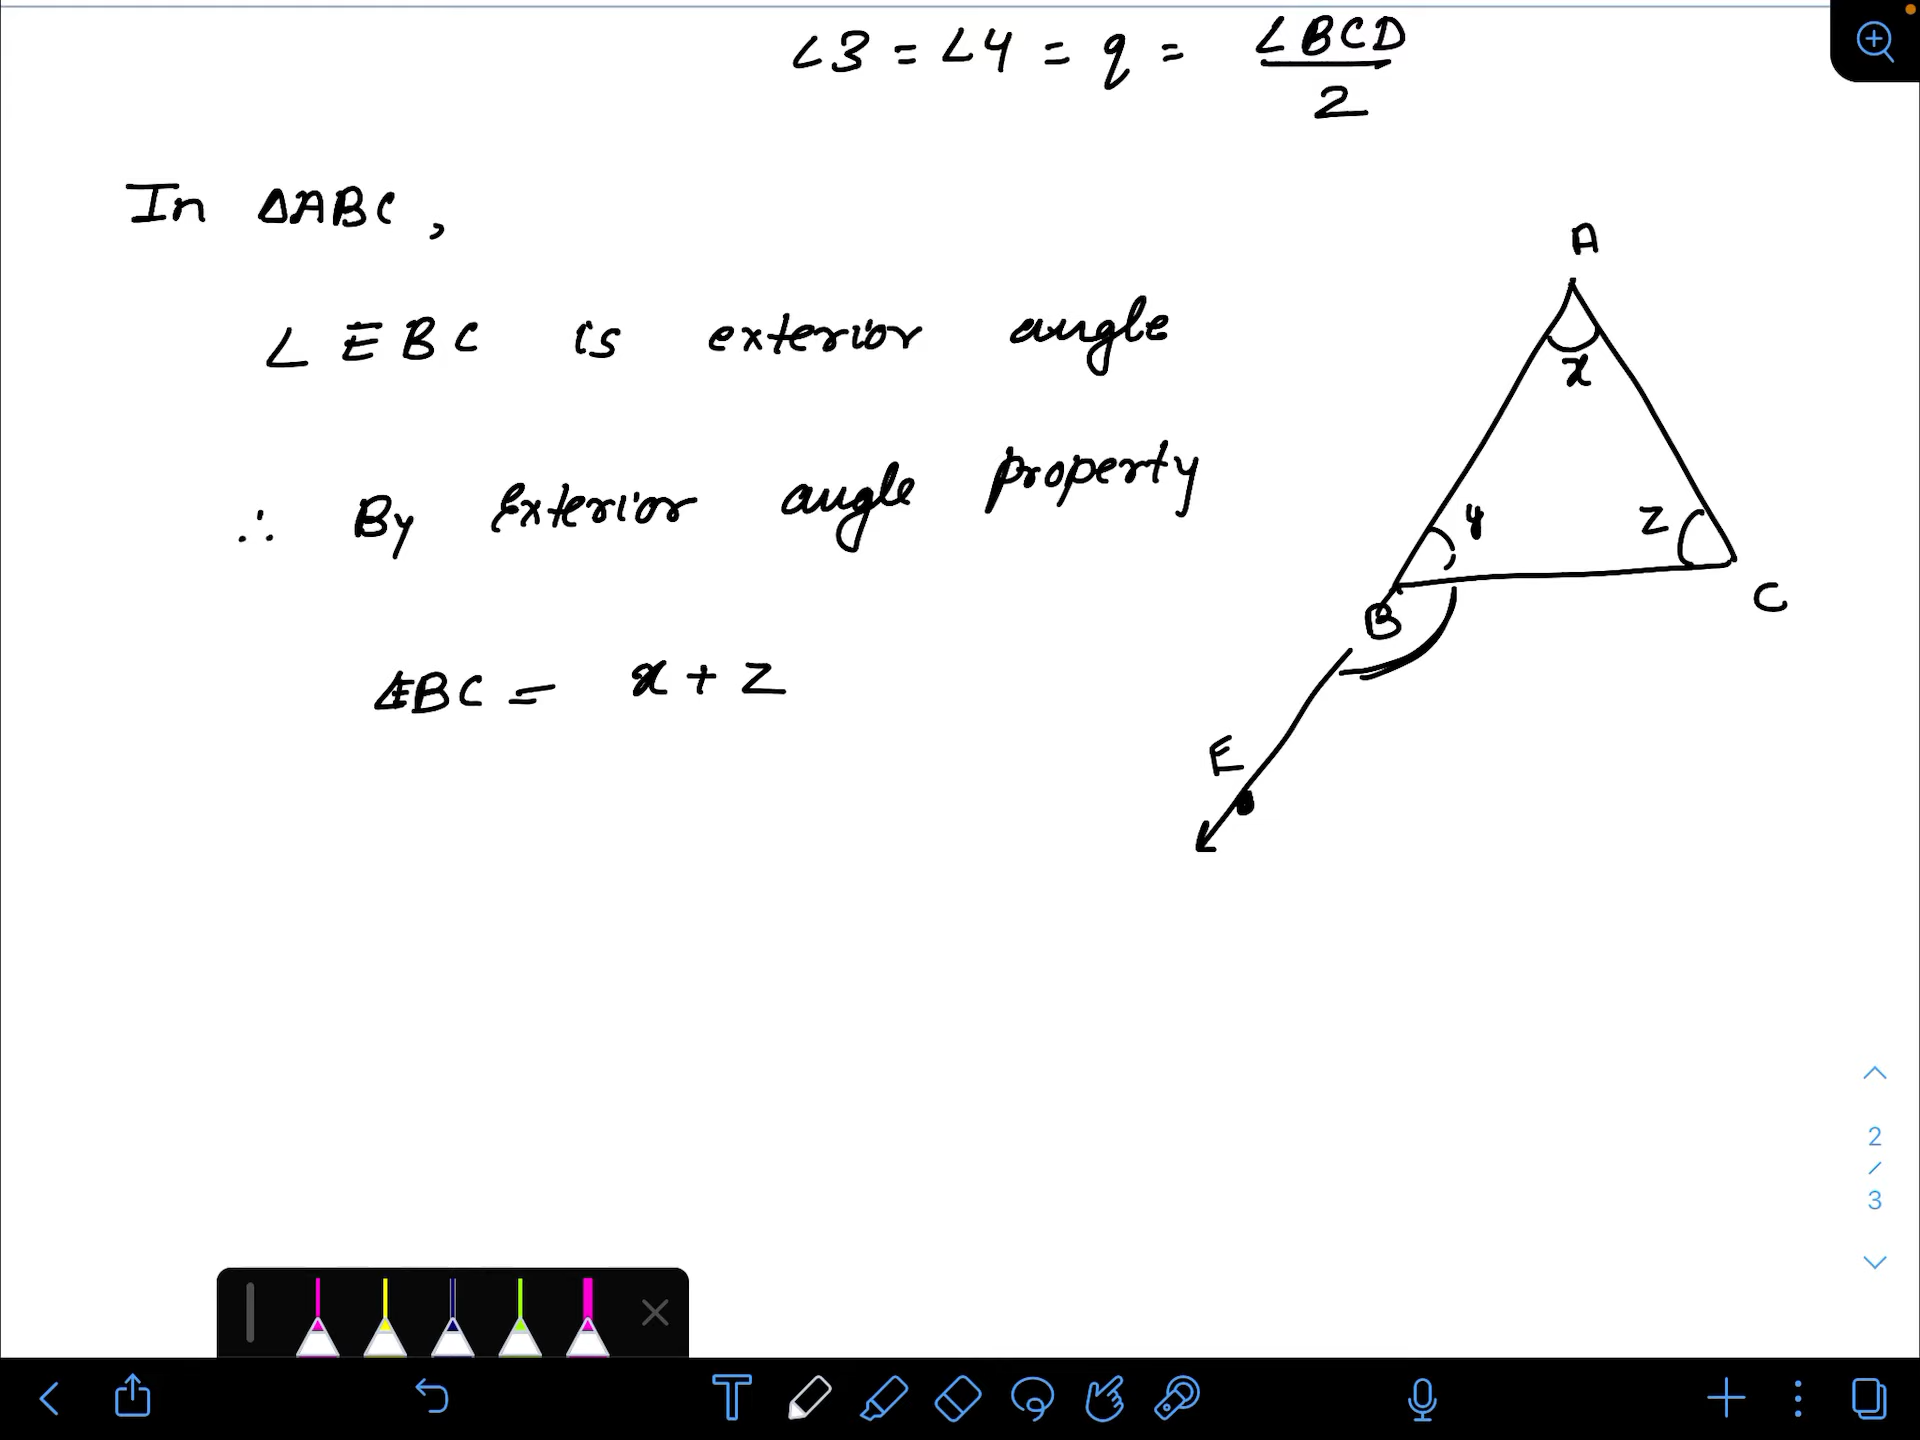 ∠3 = ∠4 = q = ∠BCD / 2
In ΔABC,
∠EBC is exterior angle
∴ By Exterior angle property
∠EBC = x + z
A
x
y
z
B
C
E
2
/
3
T